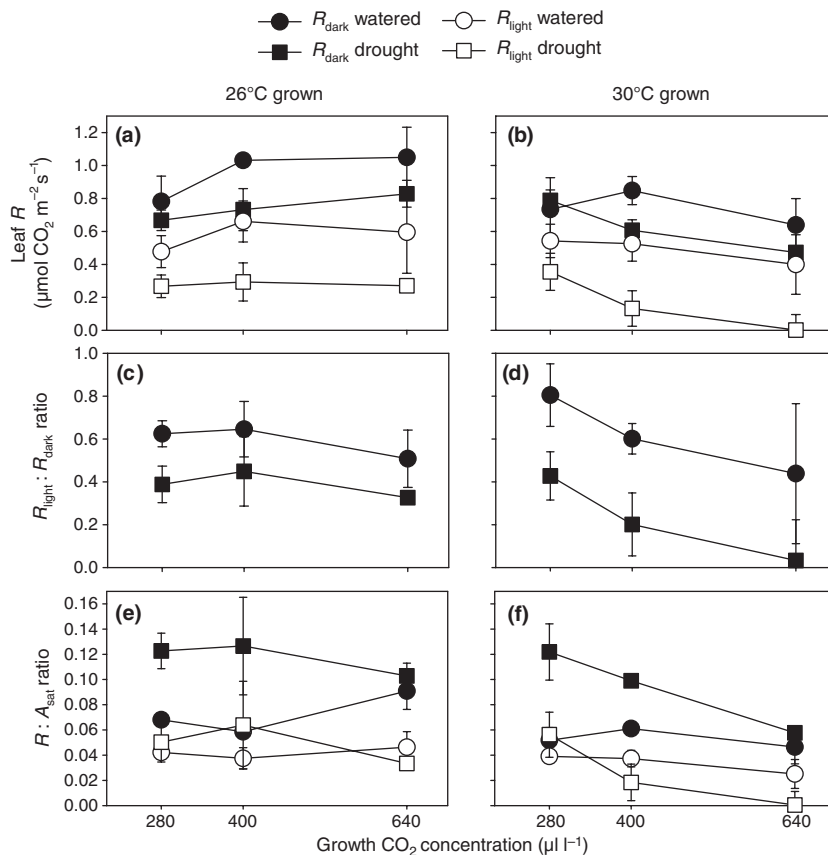 R_dark watered R_light watered
R_dark drought R_light drought
26°C grown 30°C grown
(a) (b)
Leaf R
(µmol CO₂ m⁻² s⁻¹)
1.2
1.0
0.8
0.6
0.4
0.2
0.0
(c) (d)
R_light : R_dark ratio
1.0
0.8
0.6
0.4
0.2
0.0
(e) (f)
R : A_sat ratio
0.16
0.14
0.12
0.10
0.08
0.06
0.04
0.02
0.00
280 400 640 280 400 640
Growth CO₂ concentration (µl l⁻¹)